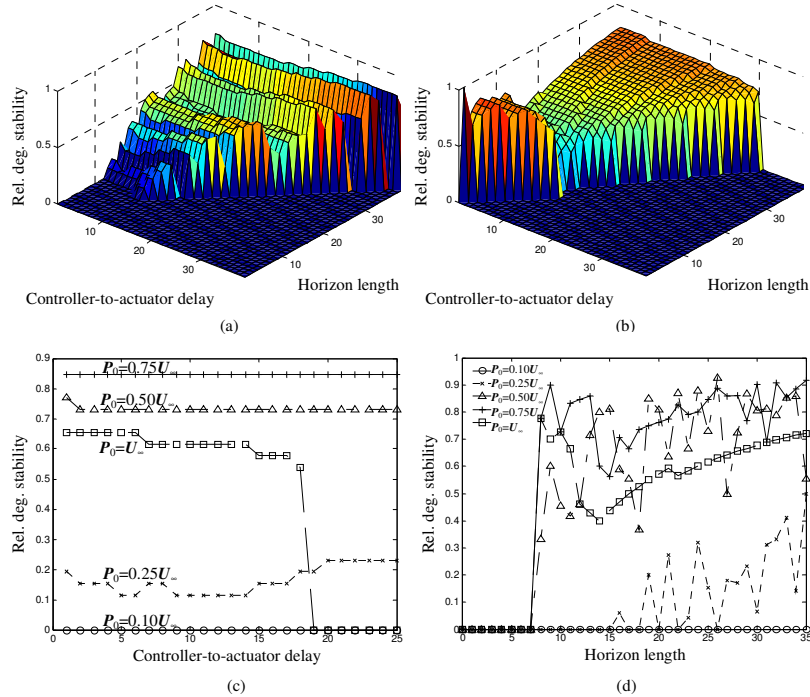 1
0.5
0
Rel. deg. stability
10
20
30
10
20
30
Controller-to-actuator delay
Horizon length
(a)
1
0.5
0
Rel. deg. stability
10
20
30
10
20
30
Controller-to-actuator delay
Horizon length
(b)
0.9
0.8
0.7
0.6
0.5
0.4
0.3
0.2
0.1
0
Rel. deg. stability
P₀=0.75U∞
P₀=0.50U∞
P₀=U∞
P₀=0.25U∞
P₀=0.10U∞
0 5 10 15 20 25
Controller-to-actuator delay
(c)
1
0.9
0.8
0.7
0.6
0.5
0.4
0.3
0.2
0.1
0
Rel. deg. stability
P₀=0.10U∞
P₀=0.25U∞
P₀=0.50U∞
P₀=0.75U∞
P₀=U∞
0 5 10 15 20 25 30 35
Horizon length
(d)